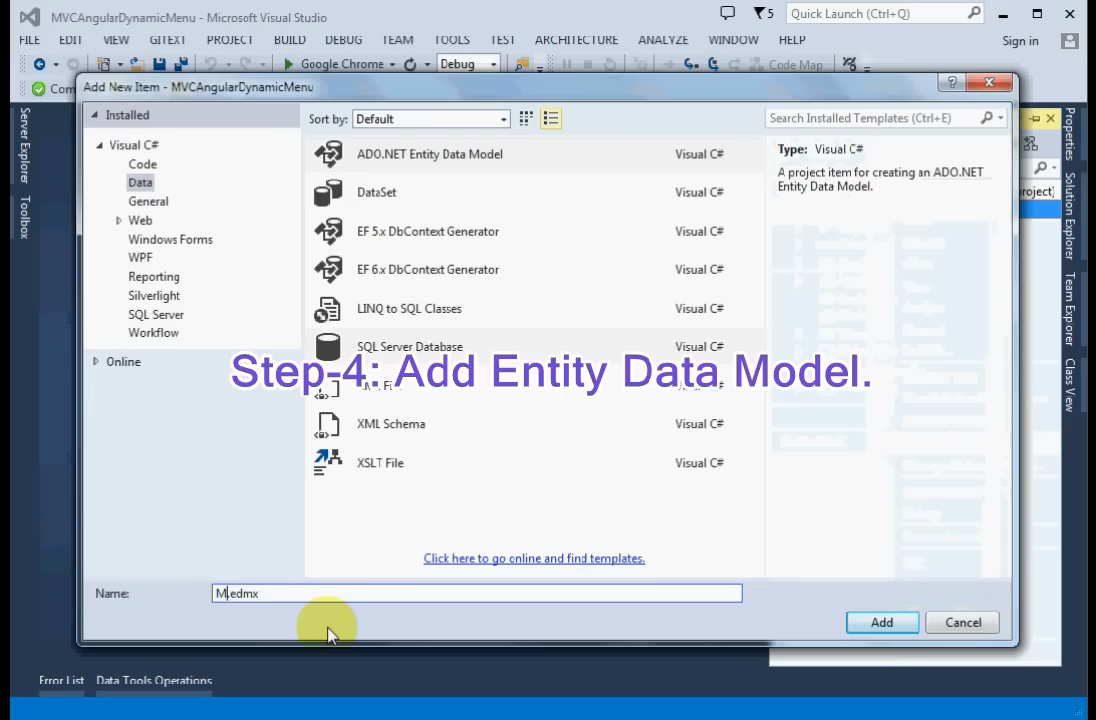 MVCAngularDynamicMenu - Microsoft Visual Studio
5
Quick Launch (Ctrl+Q)
FILE EDIT VIEW GITEXT PROJECT BUILD DEBUG TEAM TOOLS TEST ARCHITECTURE ANALYZE WINDOW HELP
Sign in
Google Chrome
Debug
Code Map
Add New Item - MVCAngularDynamicMenu
Installed
Sort by: Default
Search Installed Templates (Ctrl+E)
Visual C#
Code
Data
General
Web
Windows Forms
WPF
Reporting
Silverlight
SQL Server
Workflow
Online
ADO.NET Entity Data Model Visual C#
DataSet Visual C#
EF 5.x DbContext Generator Visual C#
EF 6.x DbContext Generator Visual C#
LINQ to SQL Classes Visual C#
SQL Server Database Visual C#
Visual C#
XML Schema Visual C#
XSLT File Visual C#
Type: Visual C#
A project item for creating an ADO.NET
Entity Data Model.
Step-4: Add Entity Data Model.
Click here to go online and find templates.
Name: M.edmx
Add
Cancel
Server Explorer
Toolbox
Properties
Solution Explorer
Team Explorer
Class View
Error List Data Tools Operations